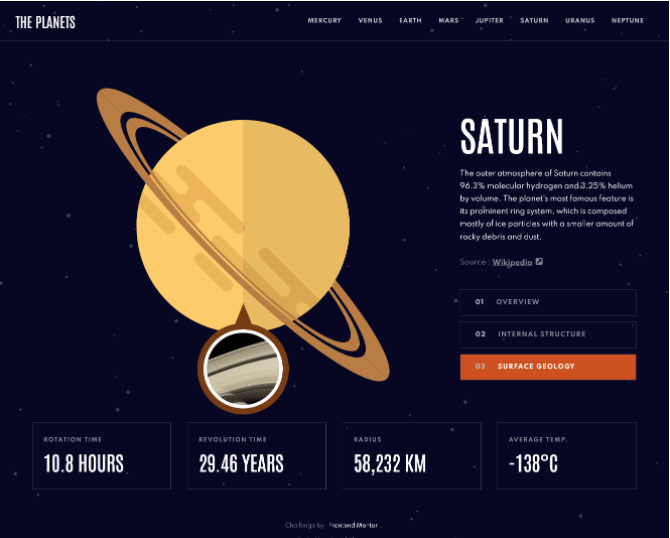 THE PLANETS
MERCURY VENUS EARTH MARS JUPITER SATURN URANUS NEPTUNE
SATURN
The outer atmosphere of Saturn contains
96.3% molecular hydrogen and 3.25% helium
by volume. The planet's most famous feature is
its prominent ring system, which is composed
mostly of ice particles with a smaller amount of
rocky debris and dust.
Source : Wikipedia
01 OVERVIEW
02 INTERNAL STRUCTURE
03 SURFACE GEOLOGY
ROTATION TIME
10.8 HOURS
REVOLUTION TIME
29.46 YEARS
RADIUS
58,232 KM
AVERAGE TEMP.
-138°C
Challenge by Frontend Mentor